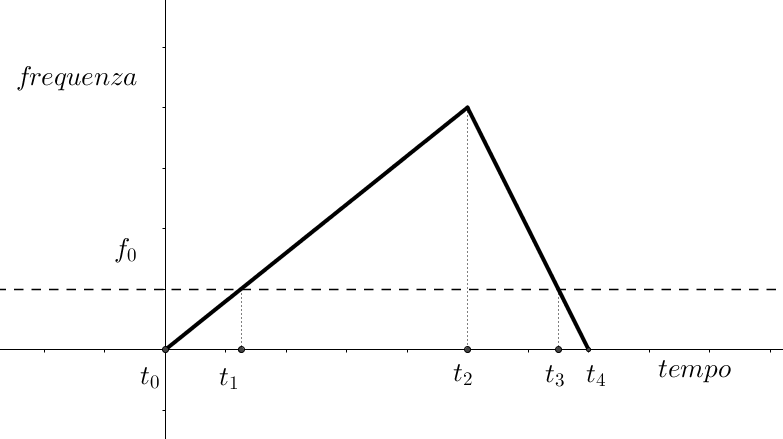 frequenza
f₀
t₀ t₁ t₂ t₃ t₄ tempo